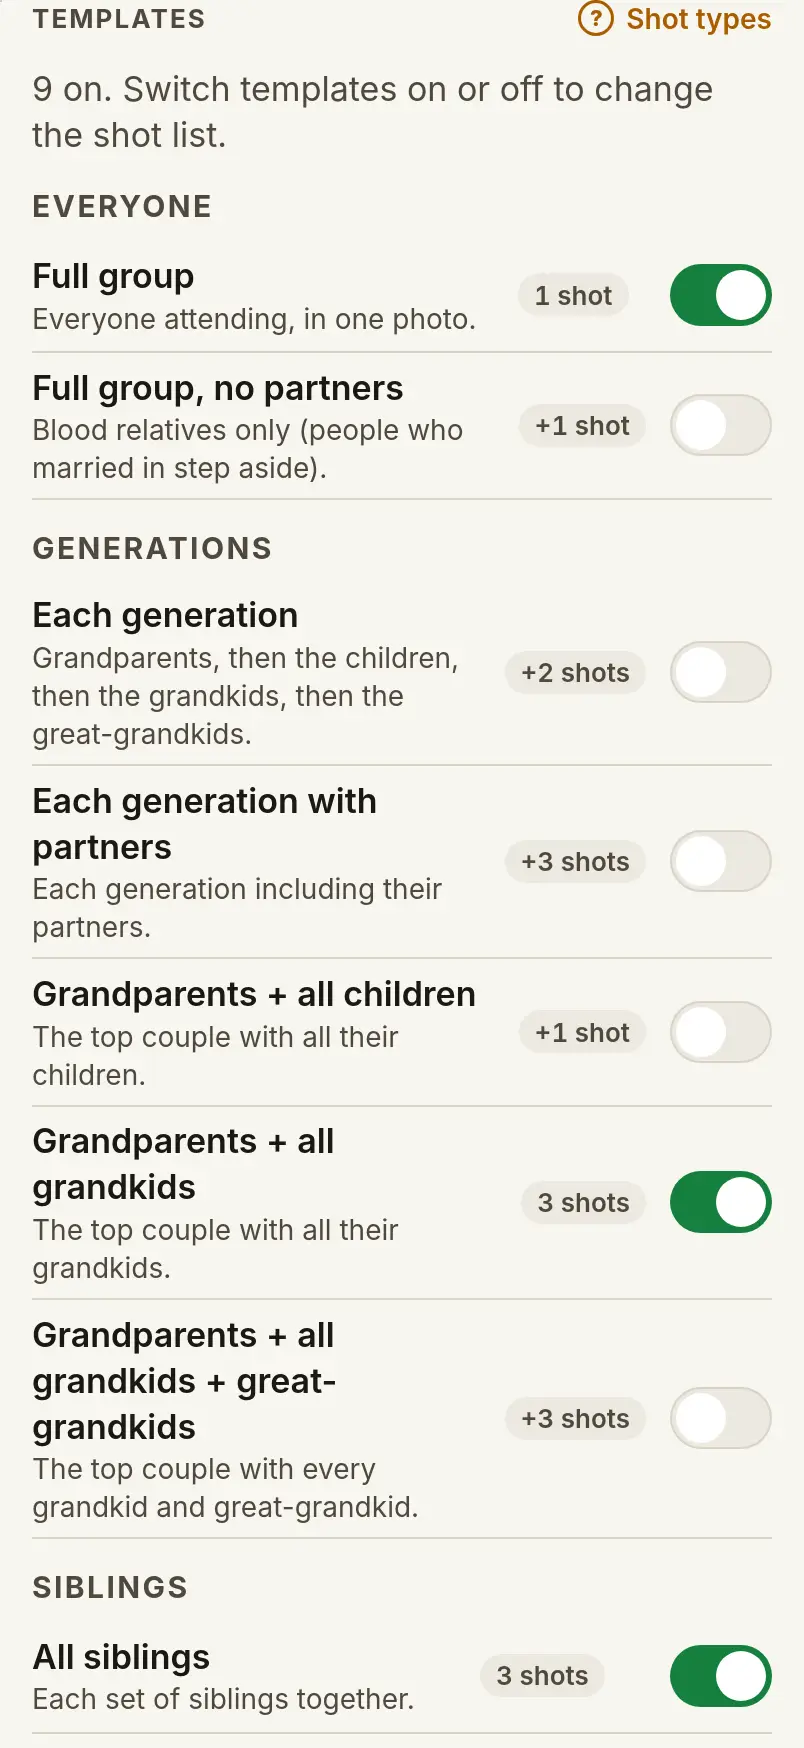 TEMPLATES
? Shot types
9 on. Switch templates on or off to change
the shot list.
EVERYONE
Full group
Everyone attending, in one photo.
1 shot
Full group, no partners
Blood relatives only (people who
married in step aside).
+1 shot
GENERATIONS
Each generation
Grandparents, then the children,
then the grandkids, then the
great-grandkids.
+2 shots
Each generation with
partners
Each generation including their
partners.
+3 shots
Grandparents + all children
The top couple with all their
children.
+1 shot
Grandparents + all
grandkids
The top couple with all their
grandkids.
3 shots
Grandparents + all
grandkids + great-
grandkids
The top couple with every
grandkid and great-grandkid.
+3 shots
SIBLINGS
All siblings
Each set of siblings together.
3 shots